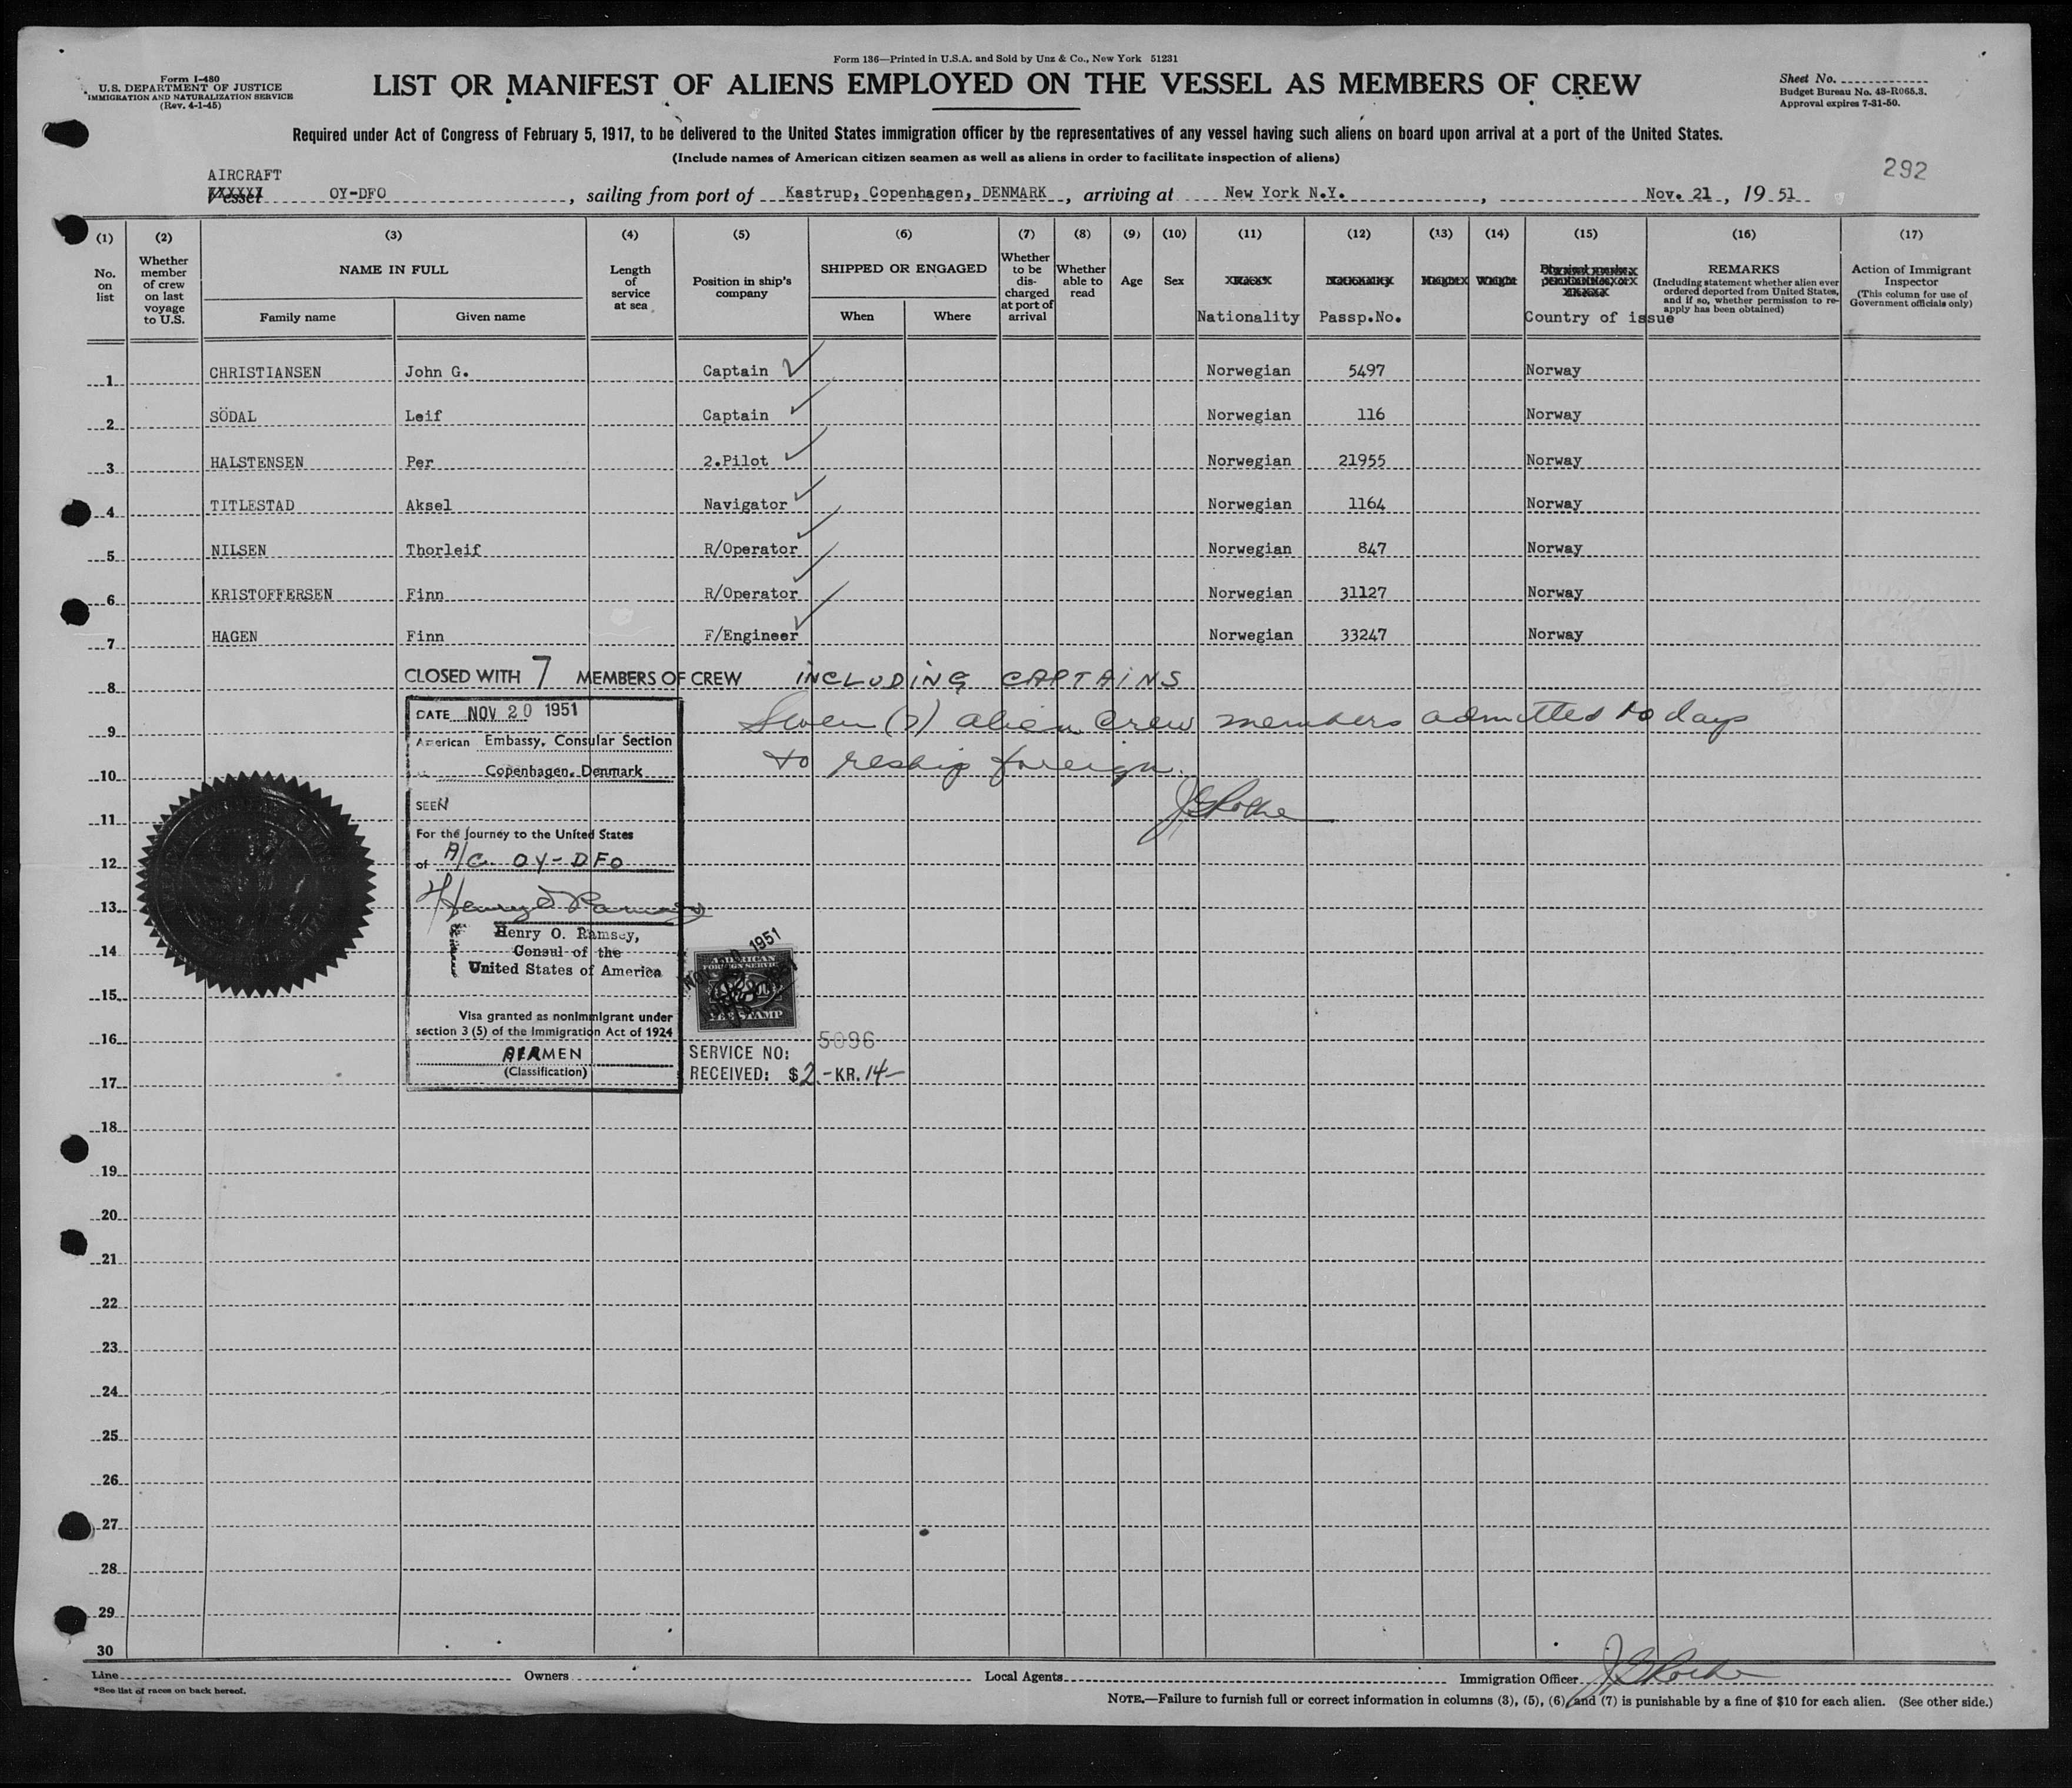 Form 136—Printed in U.S.A. and Sold by Unz & Co., New York 51231
Form I-480
U.S. DEPARTMENT OF JUSTICE
IMMIGRATION AND NATURALIZATION SERVICE
(Rev. 4-1-45)
LIST OR MANIFEST OF ALIENS EMPLOYED ON THE VESSEL AS MEMBERS OF CREW
Sheet No.
Budget Bureau No. 43-R065.3.
Approval expires 7-31-50.
Required under Act of Congress of February 5, 1917, to be delivered to the United States immigration officer by the representatives of any vessel having such aliens on board upon arrival at a port of the United States.
(Include names of American citizen seamen as well as aliens in order to facilitate inspection of aliens)
292
AIRCRAFT
Vessel OY-DFO, sailing from port of Kastrup, Copenhagen, DENMARK, arriving at New York N.Y., Nov. 21, 19 51
(1) No. on list
(2) Whether member of crew on last voyage to U.S.
(3) NAME IN FULL
Family name Given name
(4) Length of service at sea
(5) Position in ship's company
(6) SHIPPED OR ENGAGED
When Where
(7) Whether to be discharged at port of arrival
(8) Whether able to read
(9) Age
(10) Sex
(11) Nationality
(12) Nationality Passp.No.
(13) Height
(14) Weight
(15) Country of issue
(16) REMARKS (Including statement whether alien ever ordered deported from United States, and if so, whether permission to re-apply has been obtained)
(17) Action of Immigrant Inspector (This column for use of Government officials only)
1 CHRISTIANSEN John G. Captain Norwegian 5497 Norway
2 SÖDAL Leif Captain Norwegian 116 Norway
3 HALSTENSEN Per 2.Pilot Norwegian 21955 Norway
4 TITLESTAD Aksel Navigator Norwegian 1164 Norway
5 NILSEN Thorleif R/Operator Norwegian 847 Norway
6 KRISTOFFERSEN Finn R/Operator Norwegian 31127 Norway
7 HAGEN Finn F/Engineer Norwegian 33247 Norway
8 CLOSED WITH 7 MEMBERS OF CREW INCLUDING CAPTAINS
DATE NOV 20 1951
9 Seven (7) alien crew members admitted 10 days
American Embassy, Consular Section
10 to reship foreign.
Copenhagen, Denmark
SEEN
11
For the journey to the United States
12
of A/C. OY-DFO
13
Henry O. Ramsey,
Consul of the
14
United States of America
15
NOV 20 1951
AMERICAN
FOREIGN SERVICE
FEE STAMP
Visa granted as nonimmigrant under
section 3 (5) of the Immigration Act of 1924
16
AIRMEN
(Classification)
SERVICE NO: 5096
17
RECEIVED: $2.- KR. 14-
18
19
20
21
22
23
24
25
26
27
28
29
30
Line Owners Local Agents Immigration Officer
*See list of races on back hereof.
NOTE.—Failure to furnish full or correct information in columns (3), (5), (6), and (7) is punishable by a fine of $10 for each alien. (See other side.)